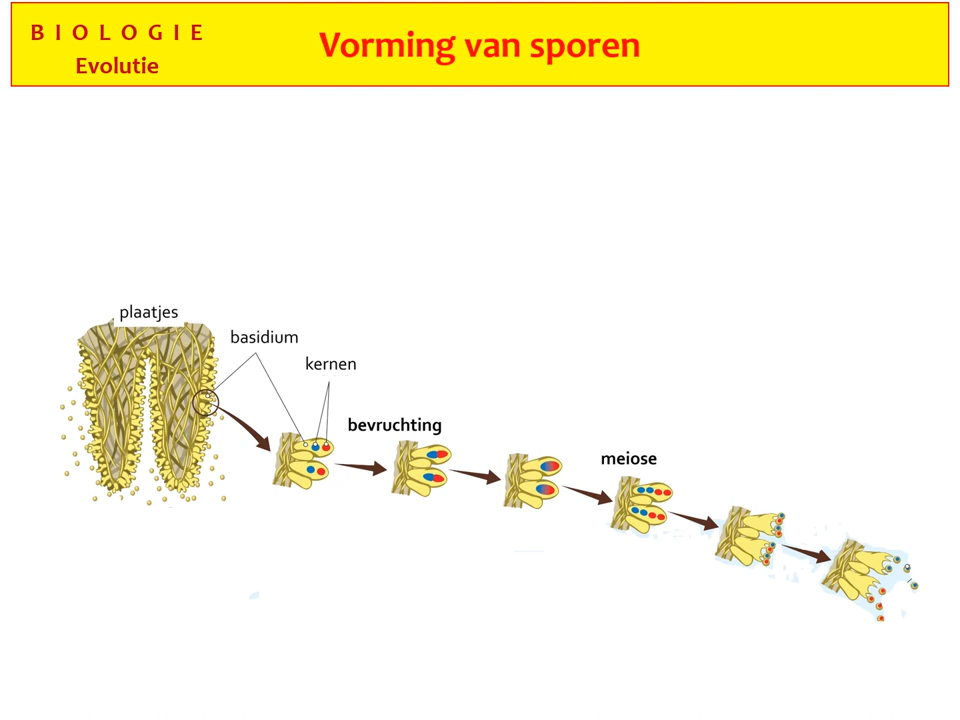 B I O L O G I E
Evolutie
Vorming van sporen
plaatjes
basidium
kernen
bevruchting
meiose